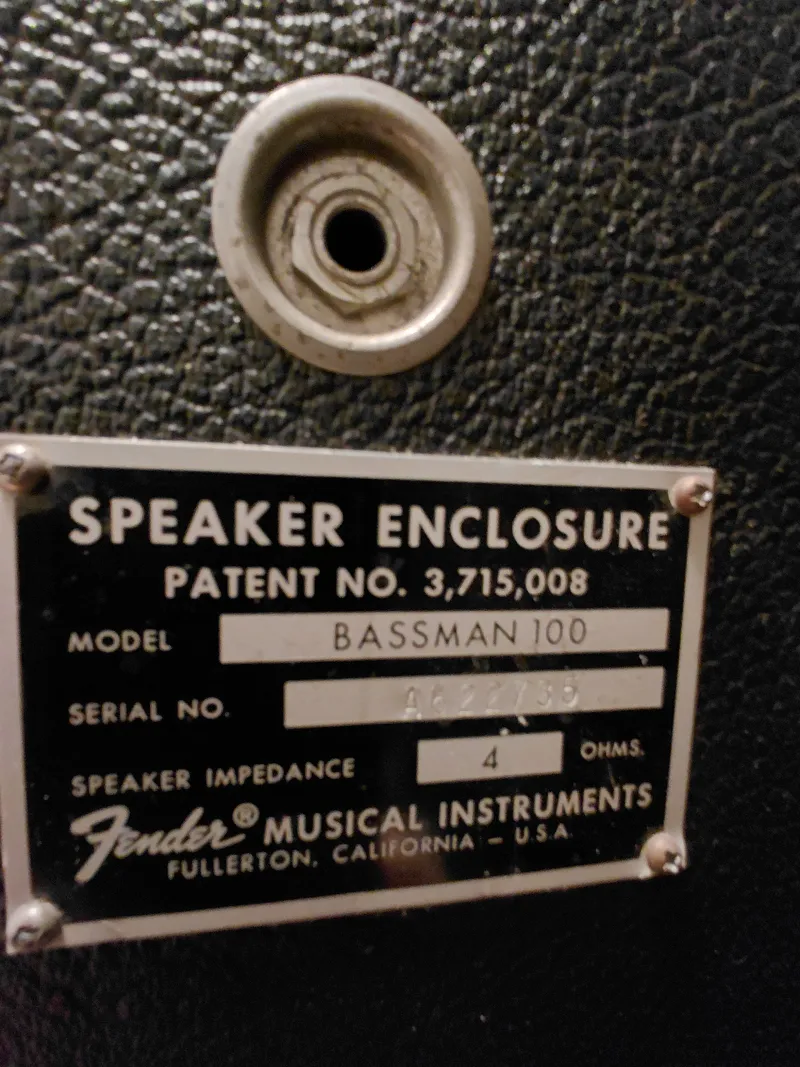 SPEAKER ENCLOSURE
PATENT NO. 3,715,008
MODEL BASSMAN 100
SERIAL NO.
SPEAKER IMPEDANCE 4 OHMS.
Fender® MUSICAL INSTRUMENTS
FULLERTON, CALIFORNIA – U.S.A.